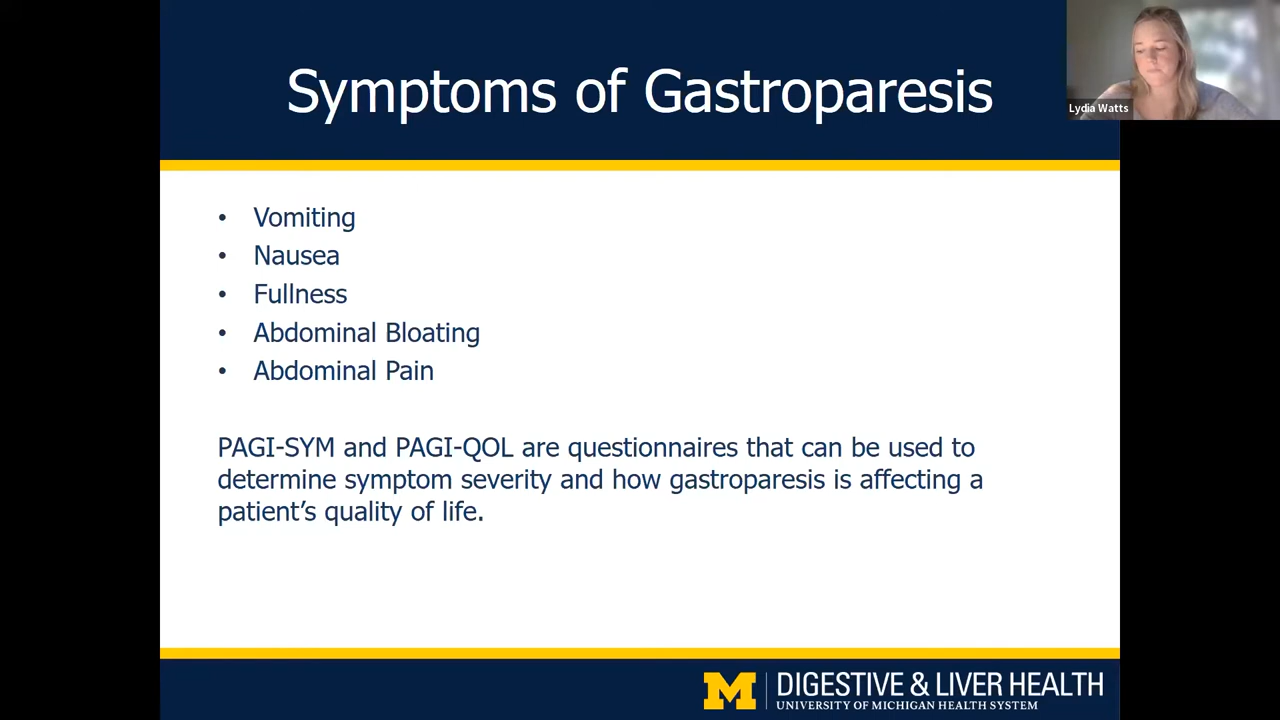 Symptoms of Gastroparesis
Lydia Watts
• Vomiting
• Nausea
• Fullness
• Abdominal Bloating
• Abdominal Pain
PAGI-SYM and PAGI-QOL are questionnaires that can be used to
determine symptom severity and how gastroparesis is affecting a
patient’s quality of life.
M
DIGESTIVE & LIVER HEALTH
UNIVERSITY OF MICHIGAN HEALTH SYSTEM